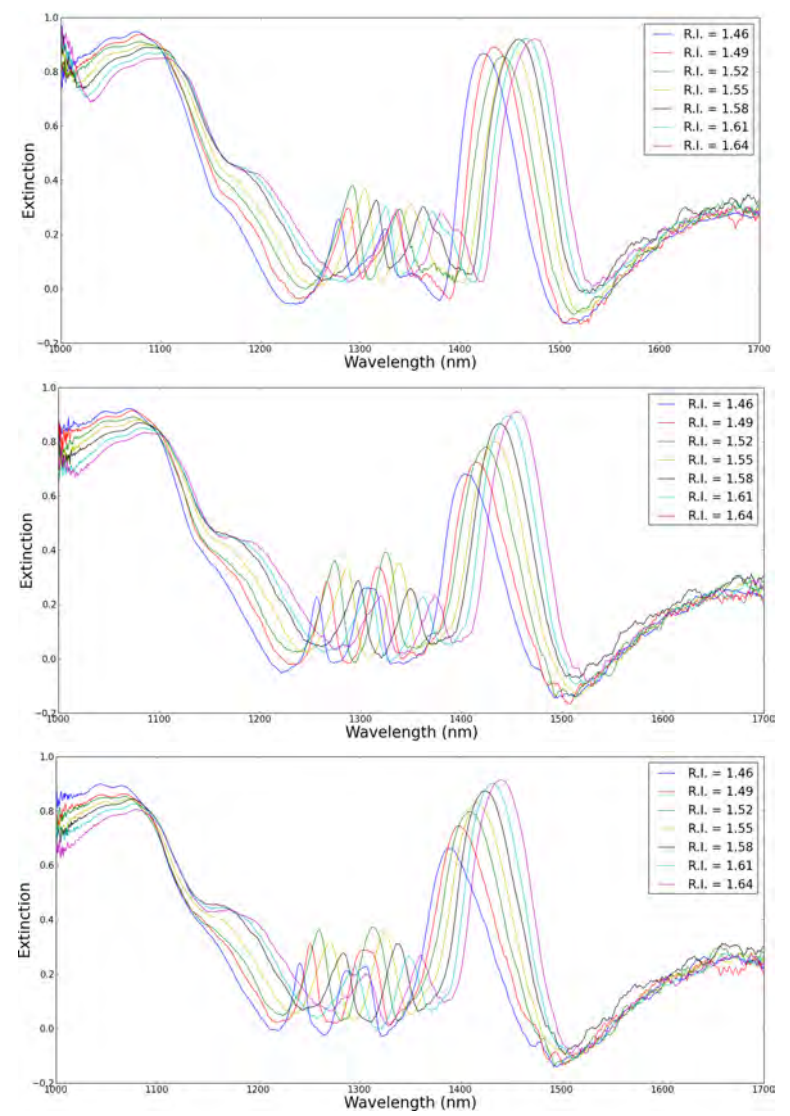 1.0
0.8
0.6
0.4
0.2
0.0
−0.2
Extinction
1000 1100 1200 1300 1400 1500 1600 1700
Wavelength (nm)
R.I. = 1.46
R.I. = 1.49
R.I. = 1.52
R.I. = 1.55
R.I. = 1.58
R.I. = 1.61
R.I. = 1.64
1.0
0.8
0.6
0.4
0.2
0.0
−0.2
Extinction
1000 1100 1200 1300 1400 1500 1600 1700
Wavelength (nm)
R.I. = 1.46
R.I. = 1.49
R.I. = 1.52
R.I. = 1.55
R.I. = 1.58
R.I. = 1.61
R.I. = 1.64
1.0
0.8
0.6
0.4
0.2
0.0
−0.2
Extinction
1000 1100 1200 1300 1400 1500 1600 1700
Wavelength (nm)
R.I. = 1.46
R.I. = 1.49
R.I. = 1.52
R.I. = 1.55
R.I. = 1.58
R.I. = 1.61
R.I. = 1.64